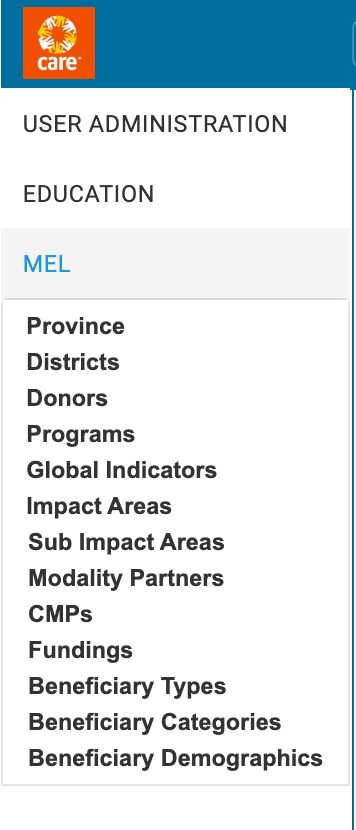 care
USER ADMINISTRATION
EDUCATION
MEL
Province
Districts
Donors
Programs
Global Indicators
Impact Areas
Sub Impact Areas
Modality Partners
CMPs
Fundings
Beneficiary Types
Beneficiary Categories
Beneficiary Demographics